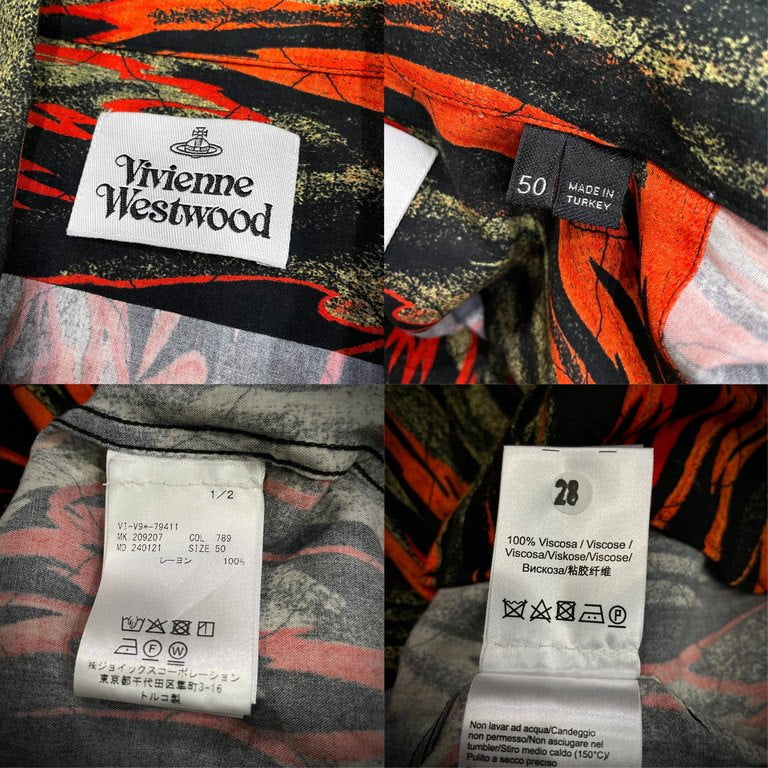 Vivienne
Westwood
50
MADE IN
TURKEY
1/2
VI-V9*-79411
MK. 209207 COL 789
MD. 240121 SIZE 50
レーヨン 100%
F
W
㈱ジョイックスコーポレーション
東京都千代田区隼町3-16
トルコ製
28
100% Viscosa / Viscose /
Viscosa/Viskose/Viscose/
Вискоза/粘胶纤维
P
Non lavar ad acqua/Candeggio
non permesso/Non asciugare nel
tumbler/Stiro medio caldo (150°C)/
Pulito a secco preciso